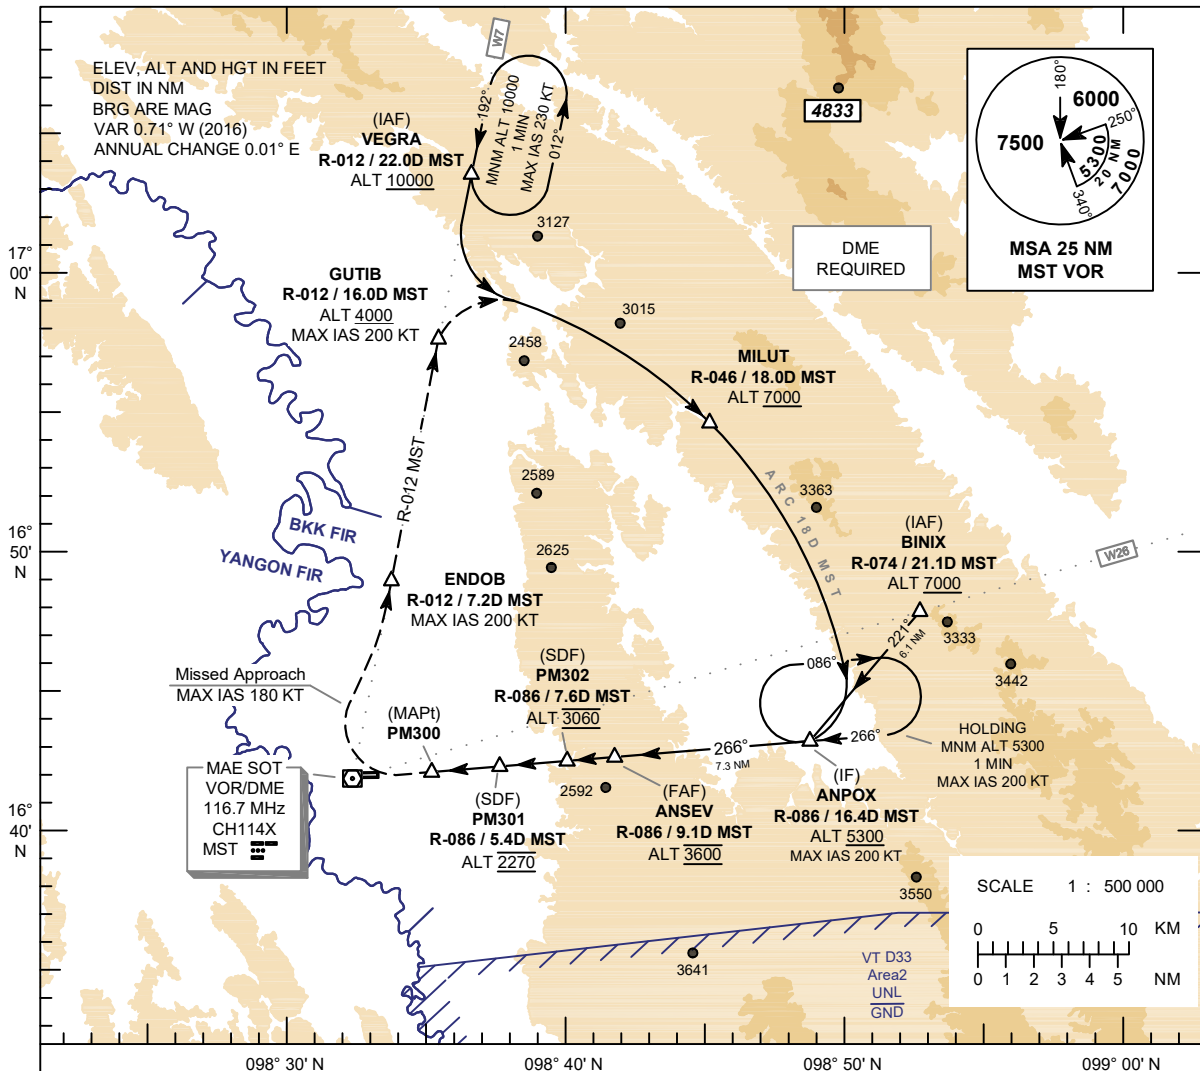 ELEV, ALT AND HGT IN FEET
DIST IN NM
BRG ARE MAG
VAR 0.71° W (2016)
ANNUAL CHANGE 0.01° E
W7
192°
MNM ALT 10000
1 MIN
MAX IAS 230 KT
012°
(IAF)
VEGRA
R-012 / 22.0D MST
ALT 10000
4833
180°
6000
250°
7500
5300
20 NM
7000
340°
MSA 25 NM
MST VOR
3127
DME
REQUIRED
17°
00'
N
GUTIB
R-012 / 16.0D MST
ALT 4000
MAX IAS 200 KT
3015
2458
MILUT
R-046 / 18.0D MST
ALT 7000
R-012 MST
2589
ARC 18D MST
3363
(IAF)
BINIX
R-074 / 21.1D MST
ALT 7000
W26
16°
50'
N
BKK FIR
YANGON FIR
2625
ENDOB
R-012 / 7.2D MST
MAX IAS 200 KT
221°
6.1 NM
3333
3442
086°
Missed Approach
MAX IAS 180 KT
(SDF)
PM302
R-086 / 7.6D MST
ALT 3060
(MAPt)
PM300
266°
7.3 NM
266°
HOLDING
MNM ALT 5300
1 MIN
MAX IAS 200 KT
MAE SOT
VOR/DME
116.7 MHz
CH114X
MST
2592
(SDF)
PM301
R-086 / 5.4D MST
ALT 2270
(FAF)
ANSEV
R-086 / 9.1D MST
ALT 3600
(IF)
ANPOX
R-086 / 16.4D MST
ALT 5300
MAX IAS 200 KT
16°
40'
N
3550
SCALE 1 : 500 000
0 5 10 KM
0 1 2 3 4 5 NM
3641
VT D33
Area2
UNL
GND
098° 30' N
098° 40' N
098° 50' N
099° 00' N